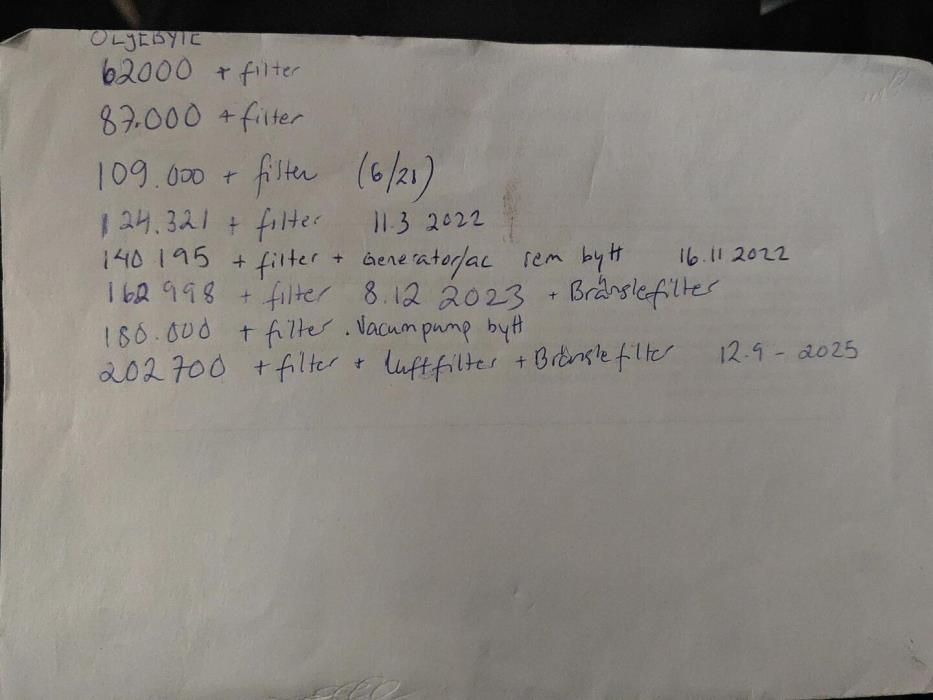 OLJEBYTE
62000 + filter
87.000 + filter
109.000 + filter (6/21)
124.321 + filter 11.3 2022
140 195 + filter + Generator/ac rem bytt 16.11 2022
162 998 + filter 8.12 2023 + Bränslefilter
180.000 + filter . Vacumpump bytt
202700 + filter + luftfilter + Bränslefilter 12.9 - 2025